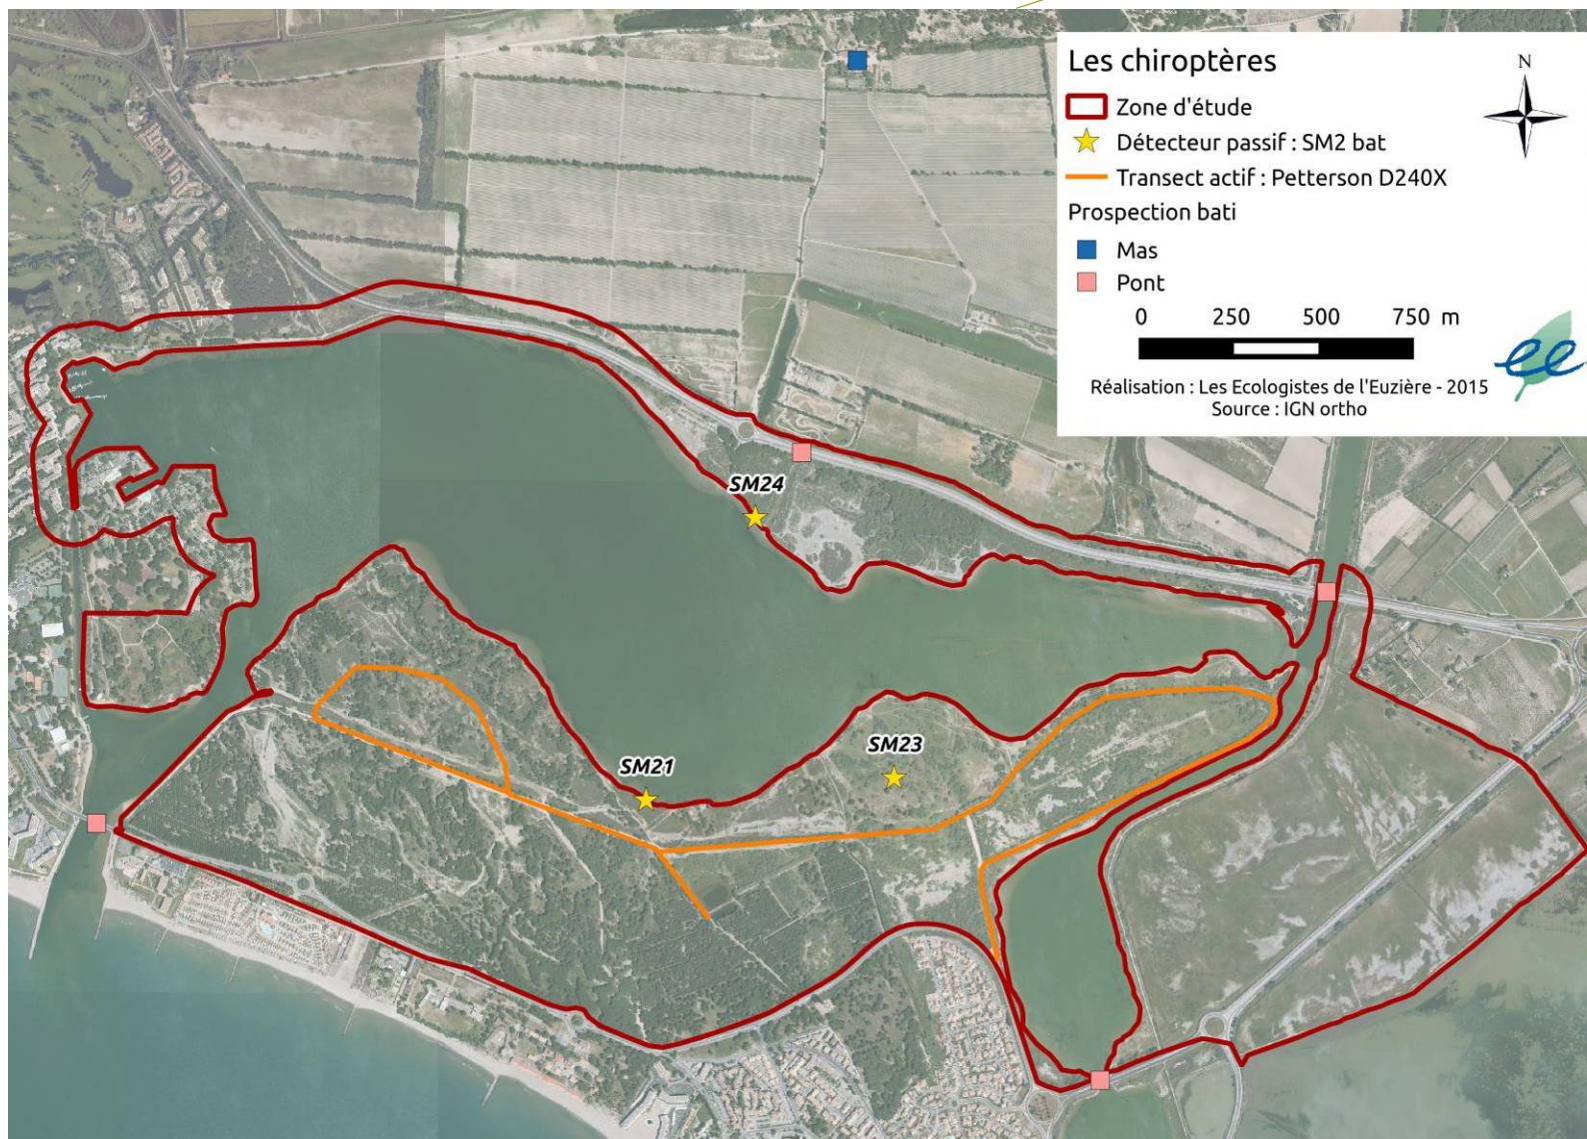 Les chiroptères
N
Zone d'étude
Détecteur passif : SM2 bat
Transect actif : Petterson D240X
Prospection bati
Mas
Pont
0 250 500 750 m
ee
Réalisation : Les Ecologistes de l'Euzière - 2015
Source : IGN ortho
SM24
SM23
SM21